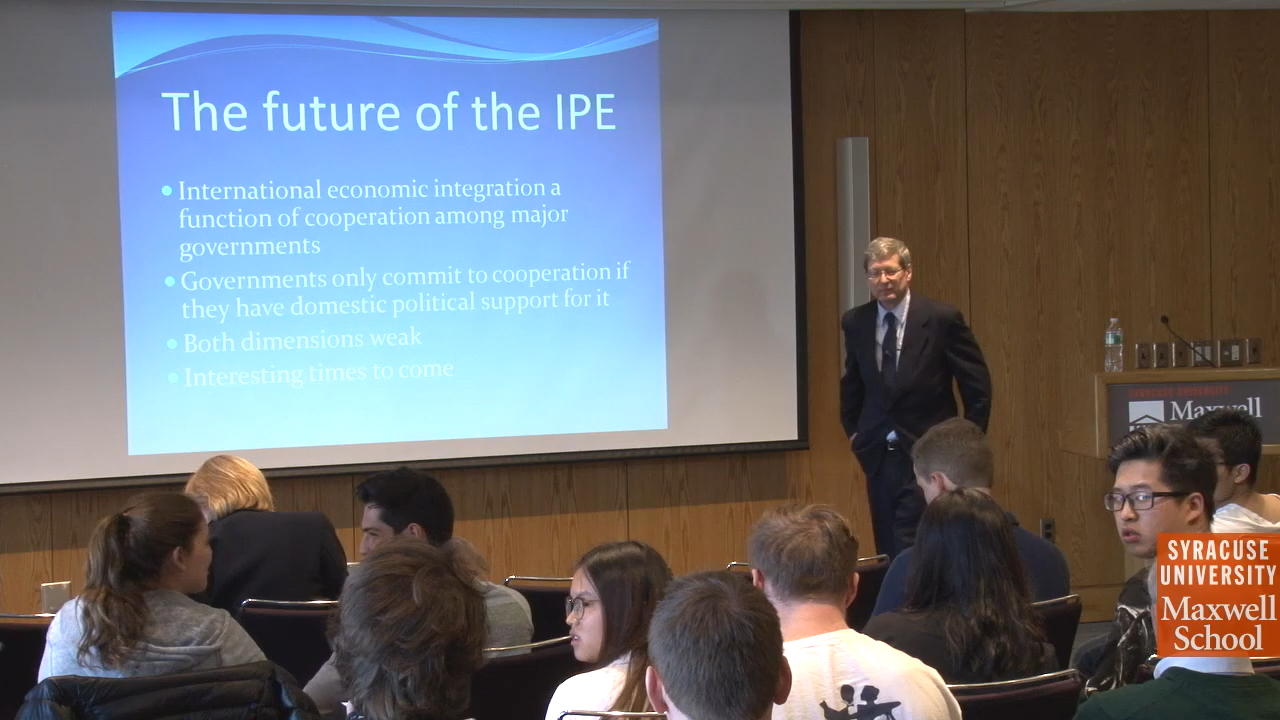 The future of the IPE
• International economic integration a
function of cooperation among major
governments
• Governments only commit to cooperation if
they have domestic political support for it
• Both dimensions weak
• Interesting times to come
SYRACUSE UNIVERSITY
Maxwell
SYRACUSE
UNIVERSITY
Maxwell
School